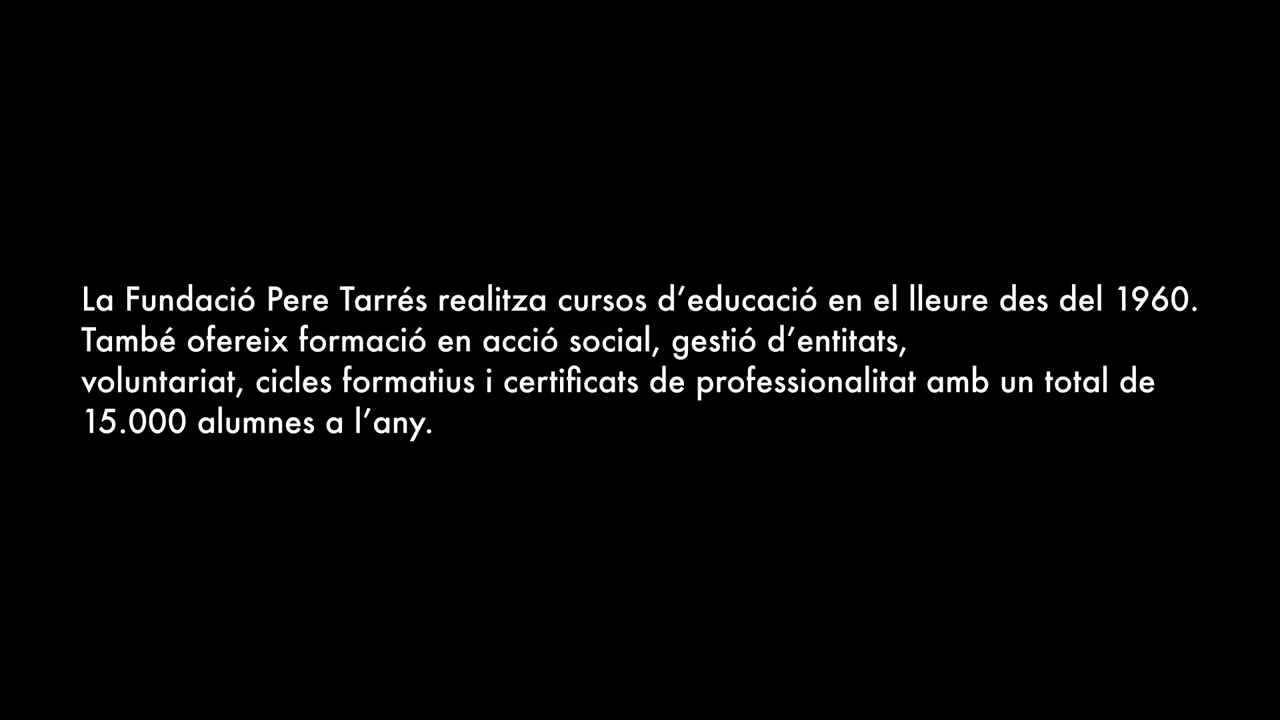 La Fundació Pere Tarrés realitza cursos d’educació en el lleure des del 1960.
També ofereix formació en acció social, gestió d’entitats,
voluntariat, cicles formatius i certificats de professionalitat amb un total de
15.000 alumnes a l’any.